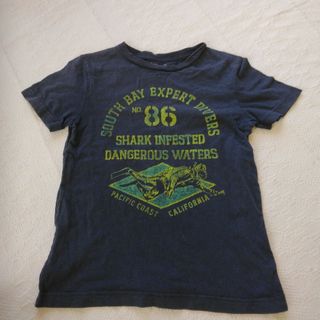 SOUTH BAY EXPERT DIVERS
NO 86
SHARK INFESTED
DANGEROUS WATERS
PACIFIC COAST CALIFORNIA